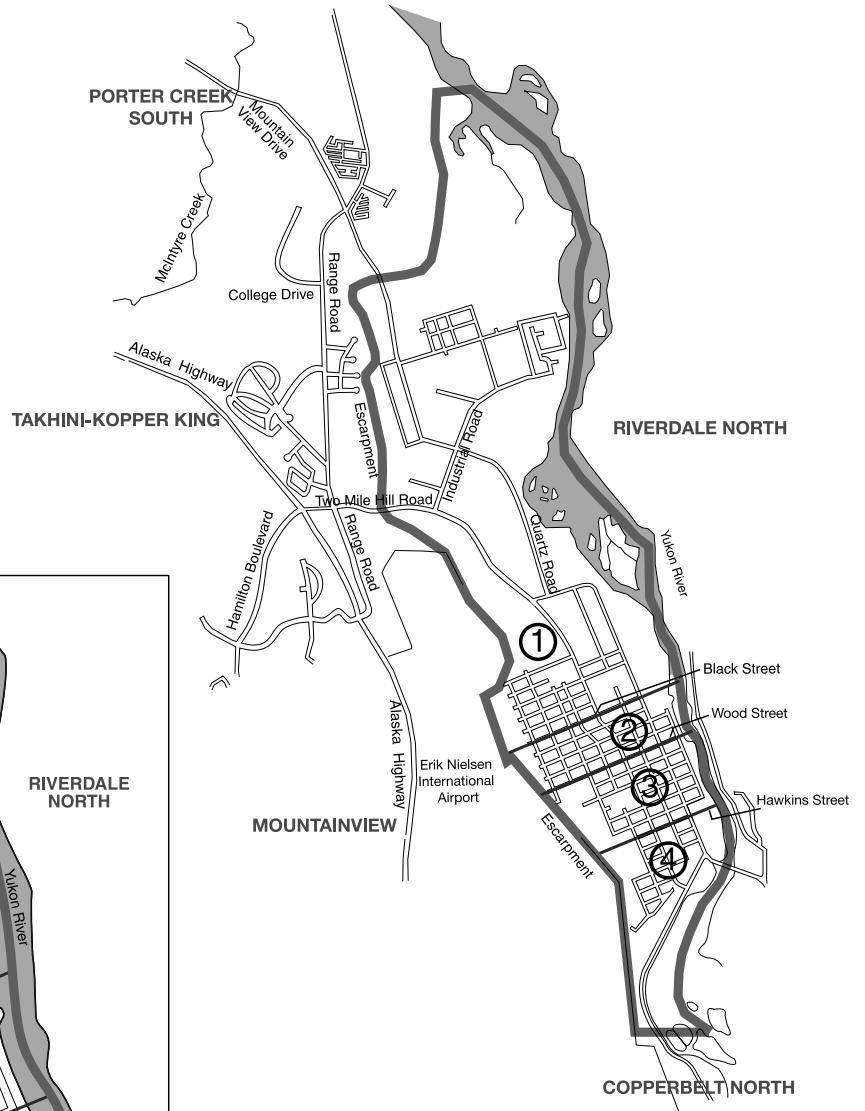 PORTER CREEK
SOUTH
Mountain
View Drive
McIntyre Creek
College Drive
Range Road
Alaska Highway
TAKHINI-KOPPER KING
Escarpment
Industrial Road
RIVERDALE NORTH
Two Mile Hill Road
Hamilton Boulevard
Range Road
Quartz Road
Yukon River
1
Black Street
2
Wood Street
Alaska Highway
Erik Nielsen
International
Airport
3
Hawkins Street
RIVERDALE
NORTH
MOUNTAINVIEW
Escarpment
4
Yukon River
COPPERBELT NORTH